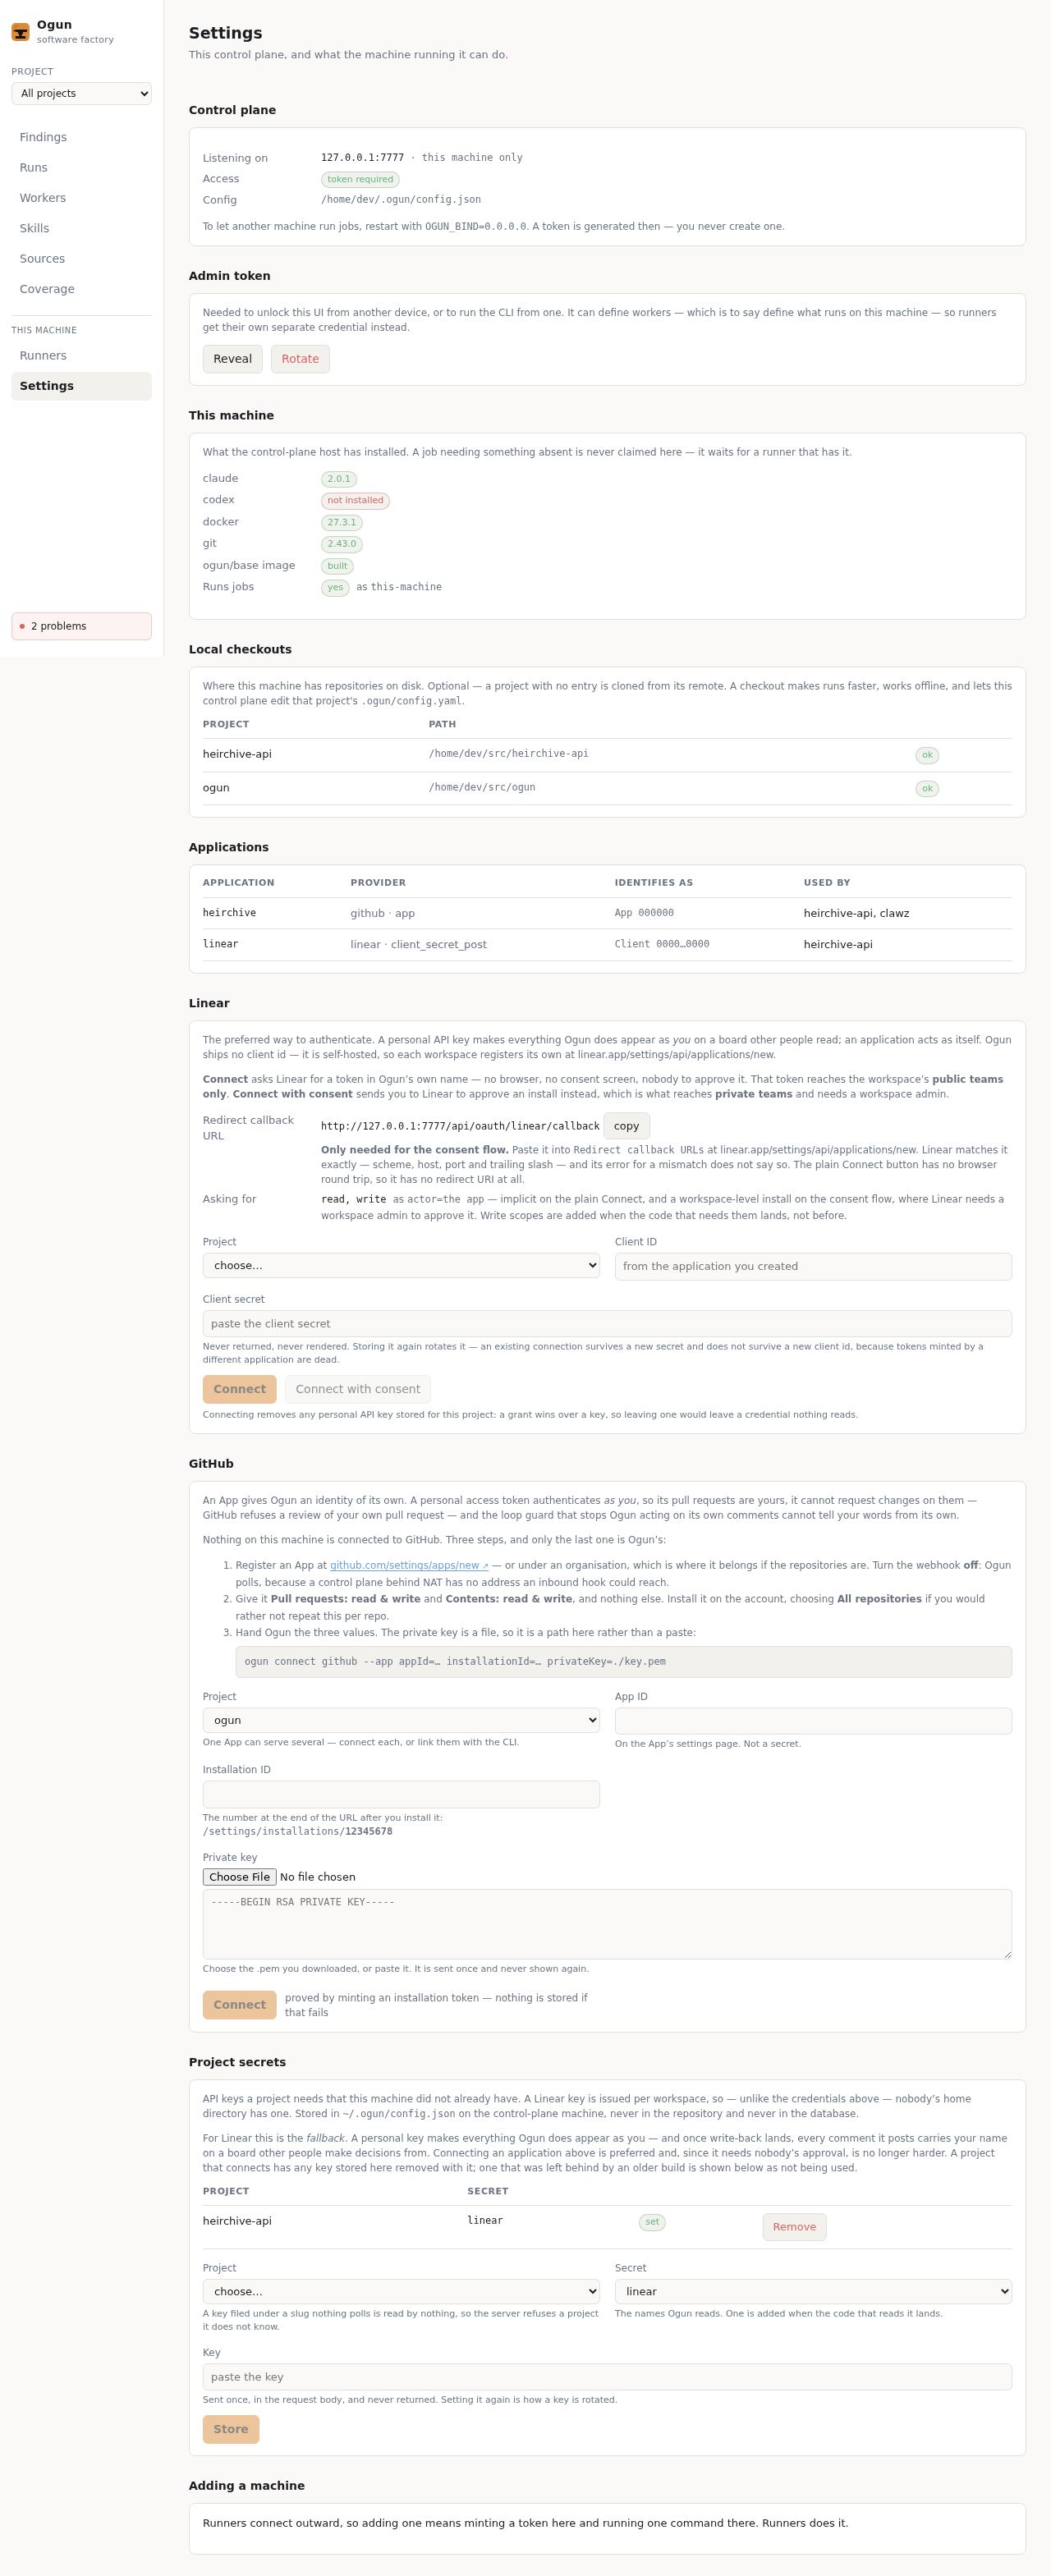 Ogun
software factory
PROJECT
All projects
Findings
Runs
Workers
Skills
Sources
Coverage
THIS MACHINE
Runners
Settings
2 problems
Settings
This control plane, and what the machine running it can do.
Control plane
Listening on 127.0.0.1:7777 · this machine only
Access token required
Config /home/dev/.ogun/config.json
To let another machine run jobs, restart with OGUN_BIND=0.0.0.0. A token is generated then — you never create one.
Admin token
Needed to unlock this UI from another device, or to run the CLI from one. It can define workers — which is to say define what runs on this machine — so runners
get their own separate credential instead.
Reveal Rotate
This machine
What the control-plane host has installed. A job needing something absent is never claimed here — it waits for a runner that has it.
claude 2.0.1
codex not installed
docker 27.3.1
git 2.43.0
ogun/base image built
Runs jobs yes as this-machine
Local checkouts
Where this machine has repositories on disk. Optional — a project with no entry is cloned from its remote. A checkout makes runs faster, works offline, and lets this
control plane edit that project's .ogun/config.yaml.
PROJECT PATH
heirchive-api /home/dev/src/heirchive-api ok
ogun /home/dev/src/ogun ok
Applications
APPLICATION PROVIDER IDENTIFIES AS USED BY
heirchive github · app App 000000 heirchive-api, clawz
linear linear · client_secret_post Client 0000…0000 heirchive-api
Linear
The preferred way to authenticate. A personal API key makes everything Ogun does appear as you on a board other people read; an application acts as itself. Ogun
ships no client id — it is self-hosted, so each workspace registers its own at linear.app/settings/api/applications/new.
Connect asks Linear for a token in Ogun's own name — no browser, no consent screen, nobody to approve it. That token reaches the workspace's public teams
only. Connect with consent sends you to Linear to approve an install instead, which is what reaches private teams and needs a workspace admin.
Redirect callback
URL
http://127.0.0.1:7777/api/oauth/linear/callback copy
Only needed for the consent flow. Paste it into Redirect callback URLs at linear.app/settings/api/applications/new. Linear matches it
exactly — scheme, host, port and trailing slash — and its error for a mismatch does not say so. The plain Connect button has no browser
round trip, so it has no redirect URI at all.
Asking for read, write as actor=the app — implicit on the plain Connect, and a workspace-level install on the consent flow, where Linear needs a
workspace admin to approve it. Write scopes are added when the code that needs them lands, not before.
Project Client ID
choose… from the application you created
Client secret
paste the client secret
Never returned, never rendered. Storing it again rotates it — an existing connection survives a new secret and does not survive a new client id, because tokens minted by a
different application are dead.
Connect Connect with consent
Connecting removes any personal API key stored for this project: a grant wins over a key, so leaving one would leave a credential nothing reads.
GitHub
An App gives Ogun an identity of its own. A personal access token authenticates as you, so its pull requests are yours, it cannot request changes on them —
GitHub refuses a review of your own pull request — and the loop guard that stops Ogun acting on its own comments cannot tell your words from its own.
Nothing on this machine is connected to GitHub. Three steps, and only the last one is Ogun's:
1. Register an App at github.com/settings/apps/new ↗ — or under an organisation, which is where it belongs if the repositories are. Turn the webhook off: Ogun
polls, because a control plane behind NAT has no address an inbound hook could reach.
2. Give it Pull requests: read & write and Contents: read & write, and nothing else. Install it on the account, choosing All repositories if you would
rather not repeat this per repo.
3. Hand Ogun the three values. The private key is a file, so it is a path here rather than a paste:
ogun connect github --app appId=… installationId=… privateKey=./key.pem
Project App ID
ogun
One App can serve several — connect each, or link them with the CLI. On the App's settings page. Not a secret.
Installation ID
The number at the end of the URL after you install it:
/settings/installations/12345678
Private key
Choose File No file chosen
-----BEGIN RSA PRIVATE KEY-----
Choose the .pem you downloaded, or paste it. It is sent once and never shown again.
Connect proved by minting an installation token — nothing is stored if
that fails
Project secrets
API keys a project needs that this machine did not already have. A Linear key is issued per workspace, so — unlike the credentials above — nobody's home
directory has one. Stored in ~/.ogun/config.json on the control-plane machine, never in the repository and never in the database.
For Linear this is the fallback. A personal key makes everything Ogun does appear as you — and once write-back lands, every comment it posts carries your name
on a board other people make decisions from. Connecting an application above is preferred and, since it needs nobody's approval, is no longer harder. A project
that connects has any key stored here removed with it; one that was left behind by an older build is shown below as not being used.
PROJECT SECRET
heirchive-api linear set Remove
Project Secret
choose… linear
A key filed under a slug nothing polls is read by nothing, so the server refuses a project
it does not know.
The names Ogun reads. One is added when the code that reads it lands.
Key
paste the key
Sent once, in the request body, and never returned. Setting it again is how a key is rotated.
Store
Adding a machine
Runners connect outward, so adding one means minting a token here and running one command there. Runners does it.